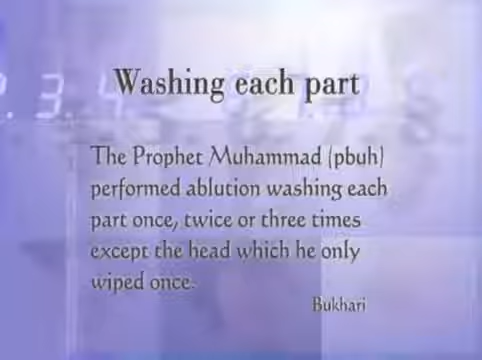 Washing each part
The Prophet Muhammad (pbuh)
performed ablution washing each
part once, twice or three times
except the head which he only
wiped once.
Bukhari